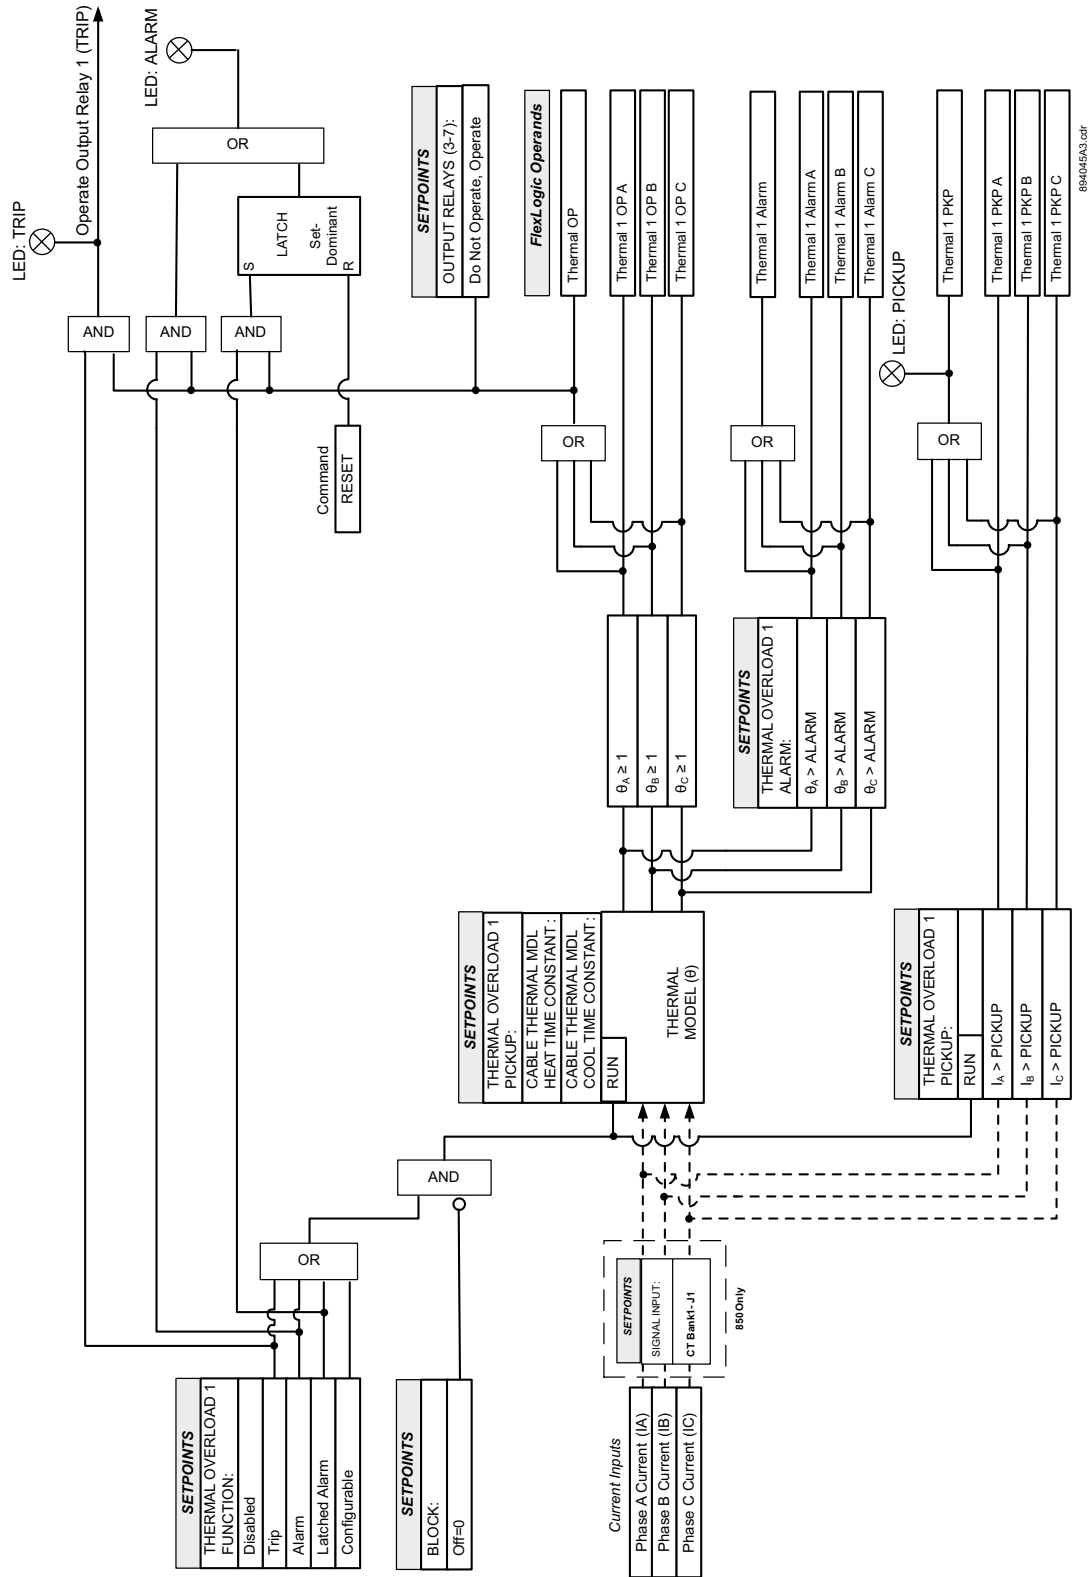 SETPOINTS
THERMAL OVERLOAD 1
FUNCTION:
Disabled
Trip
Alarm
Latched Alarm
Configurable
SETPOINTS
BLOCK:
Off=0
Current Inputs
Phase A Current (IA)
Phase B Current (IB)
Phase C Current (IC)
SETPOINTS
SIGNAL INPUT:
CT Bank1-J1
850 Only
OR
AND
SETPOINTS
THERMAL OVERLOAD 1
PICKUP:
CABLE THERMAL MDL
HEAT TIME CONSTANT :
CABLE THERMAL MDL
COOL TIME CONSTANT :
RUN
THERMAL
MODEL (θ)
SETPOINTS
THERMAL OVERLOAD 1
PICKUP:
RUN
IA > PICKUP
IB > PICKUP
IC > PICKUP
θA ≥ 1
θB ≥ 1
θC ≥ 1
SETPOINTS
THERMAL OVERLOAD 1
ALARM:
θA > ALARM
θB > ALARM
θC > ALARM
Command
RESET
OR
OR
OR
AND
AND
AND
S
LATCH
Set-
Dominant
R
OR
LED: TRIP
Operate Output Relay 1 (TRIP)
LED: ALARM
SETPOINTS
OUTPUT RELAYS (3-7):
Do Not Operate, Operate
FlexLogic Operands
Thermal OP
Thermal 1 OP A
Thermal 1 OP B
Thermal 1 OP C
Thermal 1 Alarm
Thermal 1 Alarm A
Thermal 1 Alarm B
Thermal 1 Alarm C
LED: PICKUP
Thermal 1 PKP
Thermal 1 PKP A
Thermal 1 PKP B
Thermal 1 PKP C
894045A3.cdr